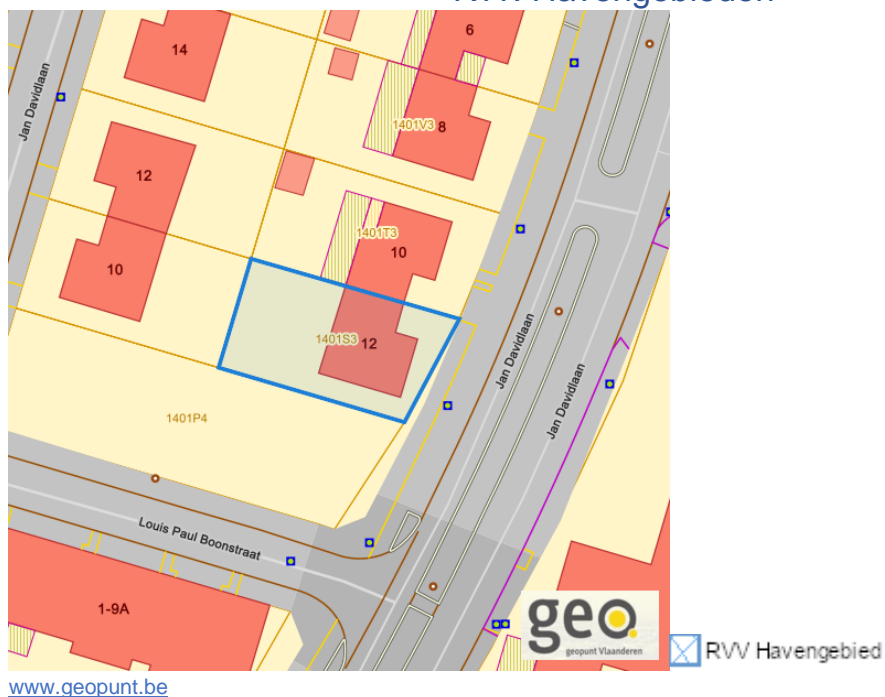 RVV Havengebieden
14
6
Jan Davidlaan
1401V3
8
12
1401T3
10
10
1401S3
12
Jan Davidlaan
Jan Davidlaan
1401P4
Louis Paul Boonstraat
1-9A
geo.
geopunt Vlaanderen
RVV Havengebied
www.geopunt.be